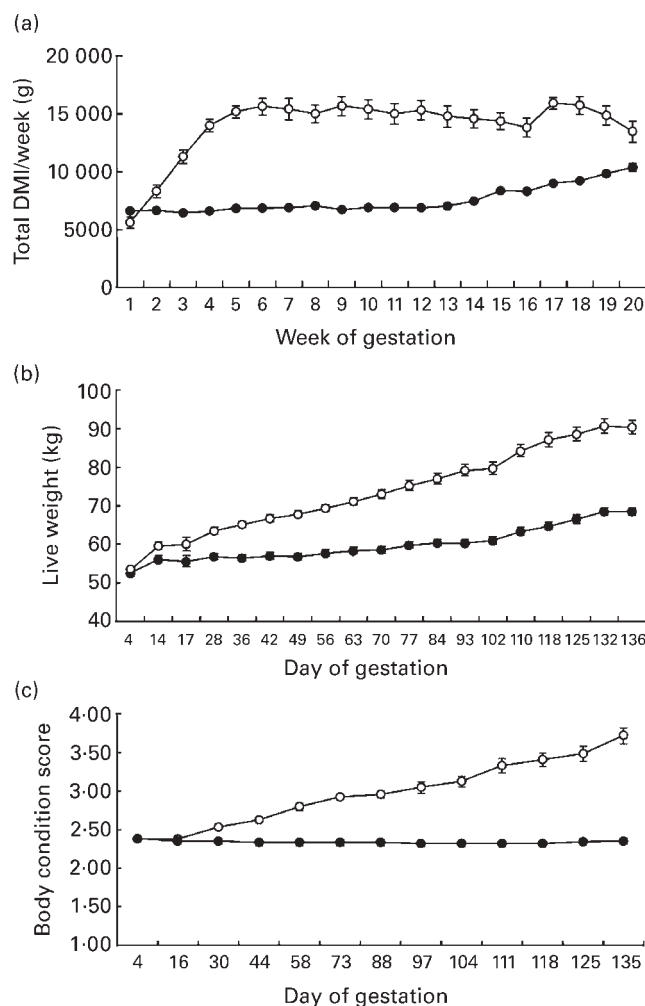 (a)
Total DMI/week (g)
20 000
15 000
10 000
5000
0
1 2 3 4 5 6 7 8 9 10 11 12 13 14 15 16 17 18 19 20
Week of gestation
(b)
Live weight (kg)
100
90
80
70
60
50
40
4 14 17 28 36 42 49 56 63 70 77 84 93 102 110 118 125 132 136
Day of gestation
(c)
Body condition score
4·00
3·50
3·00
2·50
2·00
1·50
1·00
4 16 30 44 58 73 88 97 104 111 118 125 135
Day of gestation